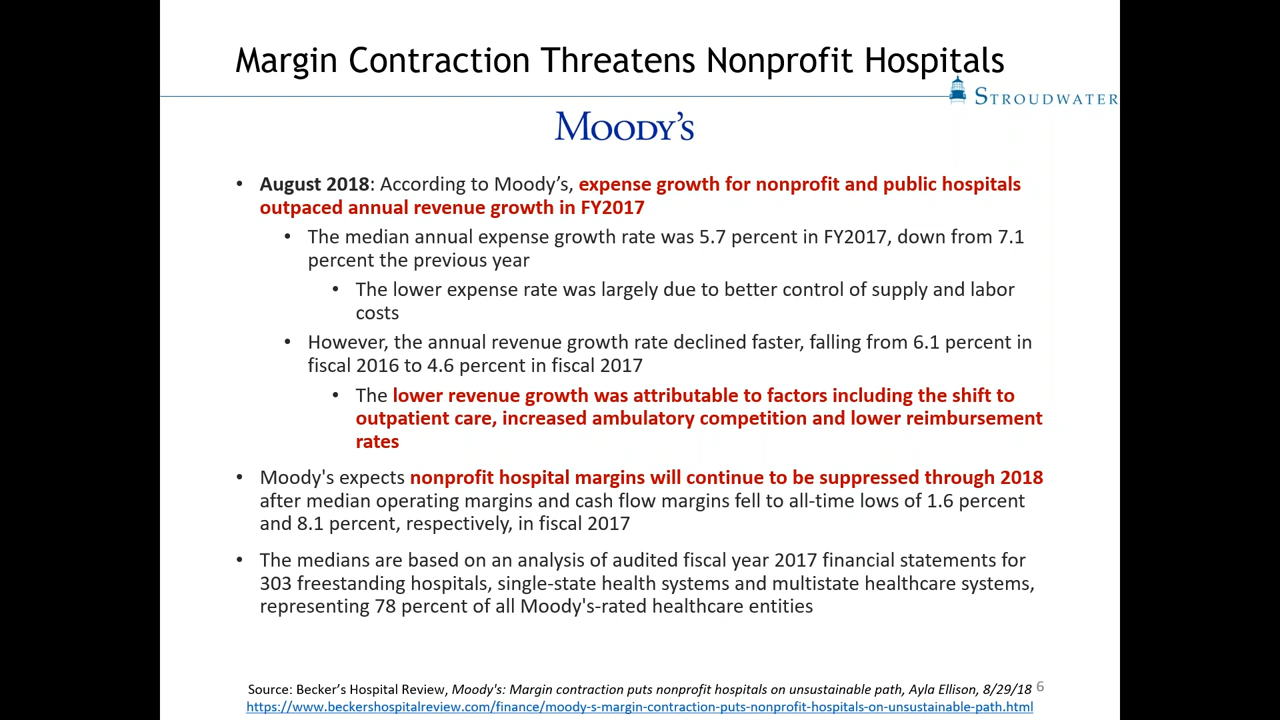 Margin Contraction Threatens Nonprofit Hospitals
STROUDWATER
MOODY'S
• August 2018: According to Moody’s, expense growth for nonprofit and public hospitals
outpaced annual revenue growth in FY2017
• The median annual expense growth rate was 5.7 percent in FY2017, down from 7.1
percent the previous year
• The lower expense rate was largely due to better control of supply and labor
costs
• However, the annual revenue growth rate declined faster, falling from 6.1 percent in
fiscal 2016 to 4.6 percent in fiscal 2017
• The lower revenue growth was attributable to factors including the shift to
outpatient care, increased ambulatory competition and lower reimbursement
rates
• Moody's expects nonprofit hospital margins will continue to be suppressed through 2018
after median operating margins and cash flow margins fell to all-time lows of 1.6 percent
and 8.1 percent, respectively, in fiscal 2017
• The medians are based on an analysis of audited fiscal year 2017 financial statements for
303 freestanding hospitals, single-state health systems and multistate healthcare systems,
representing 78 percent of all Moody's-rated healthcare entities
Source: Becker’s Hospital Review, Moody's: Margin contraction puts nonprofit hospitals on unsustainable path, Ayla Ellison, 8/29/18 6
https://www.beckershospitalreview.com/finance/moody-s-margin-contraction-puts-nonprofit-hospitals-on-unsustainable-path.html